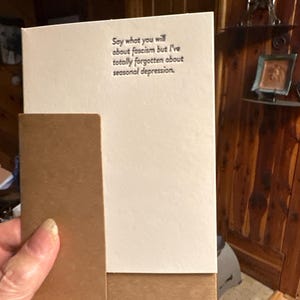 Say what you will
about fascism but I've
totally forgotten about
seasonal depression.